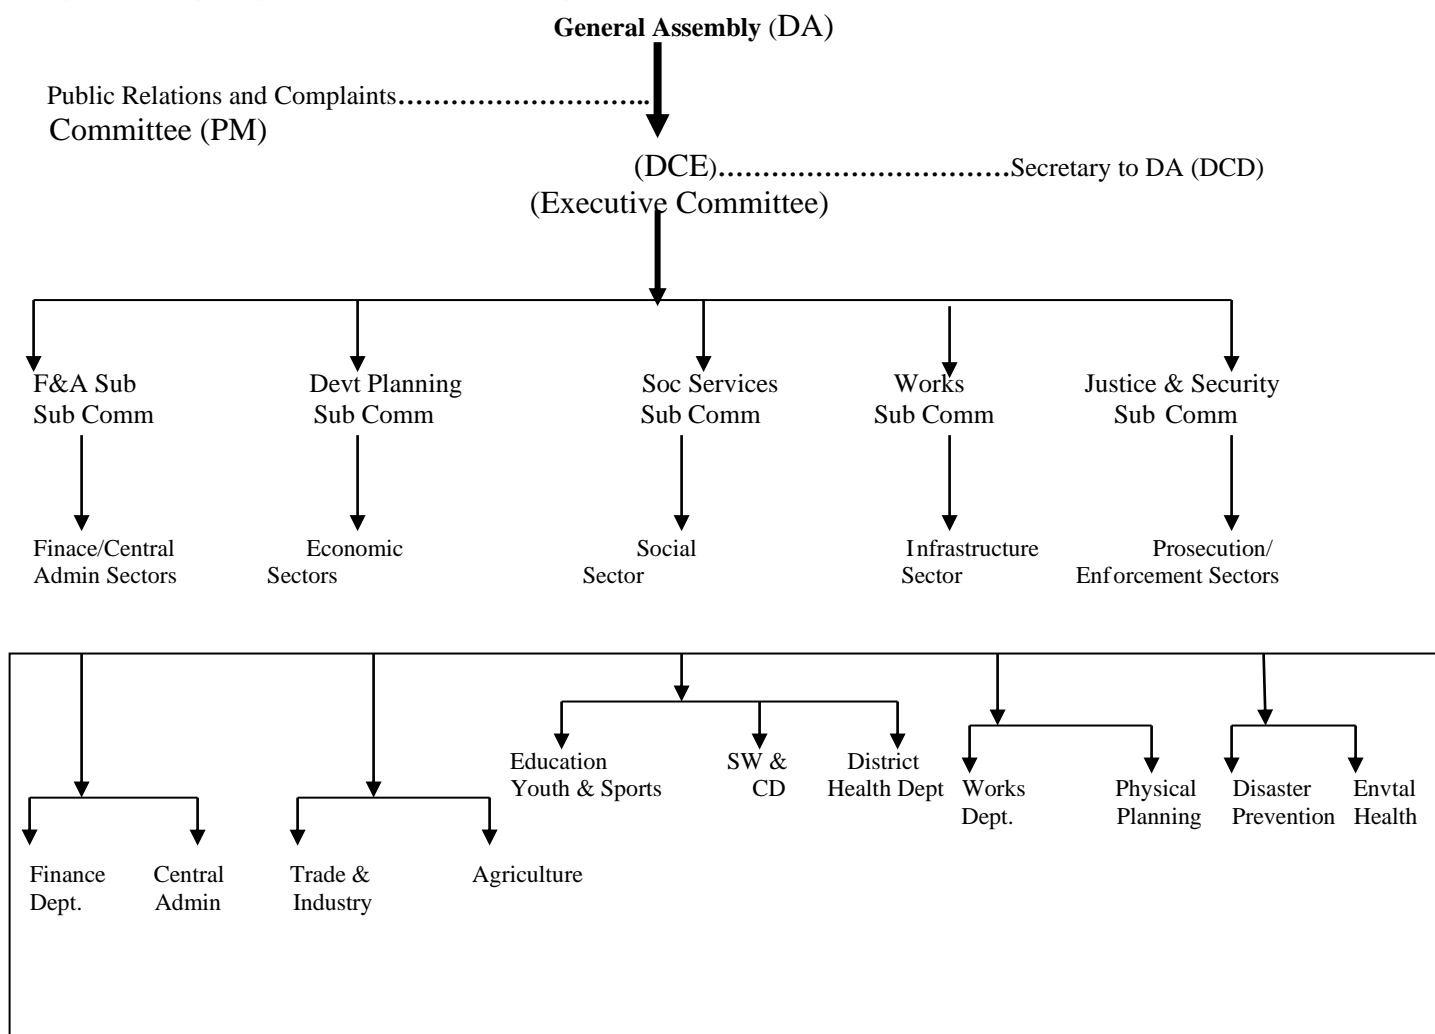 General Assembly (DA)
Public Relations and Complaints…………………………..
Committee (PM)
(DCE)……………………………Secretary to DA (DCD)
(Executive Committee)
F&A Sub
Sub Comm
Devt Planning
Sub Comm
Soc Services
Sub Comm
Works
Sub Comm
Justice & Security
Sub Comm
Finace/Central
Admin Sectors
Economic
Sectors
Social
Sector
Infrastructure
Sector
Prosecution/
Enforcement Sectors
Education
Youth & Sports
SW &
CD
District
Health Dept
Works
Dept.
Physical
Planning
Disaster
Prevention
Envtal
Health
Finance
Dept.
Central
Admin
Trade &
Industry
Agriculture